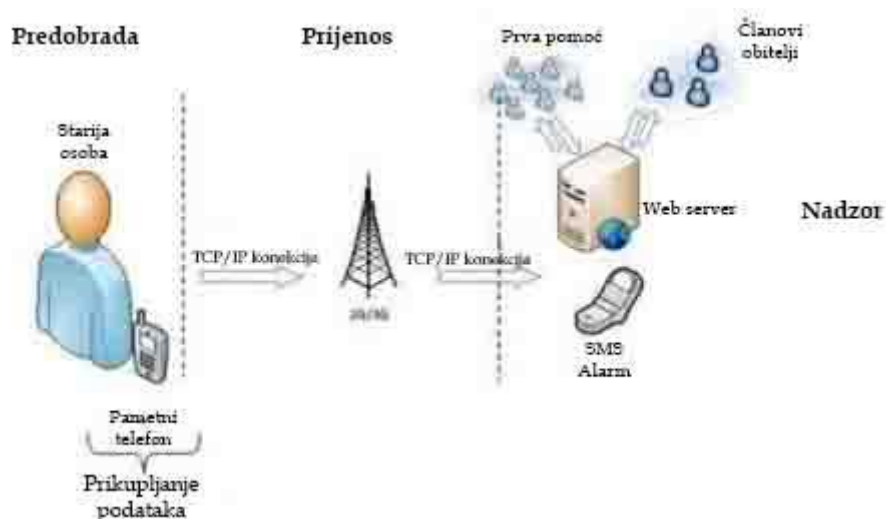 Predobrada
Prijenos
Prva pomoć
Članovi
obitelji
Starija
osoba
Web server
Nadzor
TCP/IP konekcija
TCP/IP konekcija
SMS
Alarm
Pametni
telefon
Prikupljanje
podataka